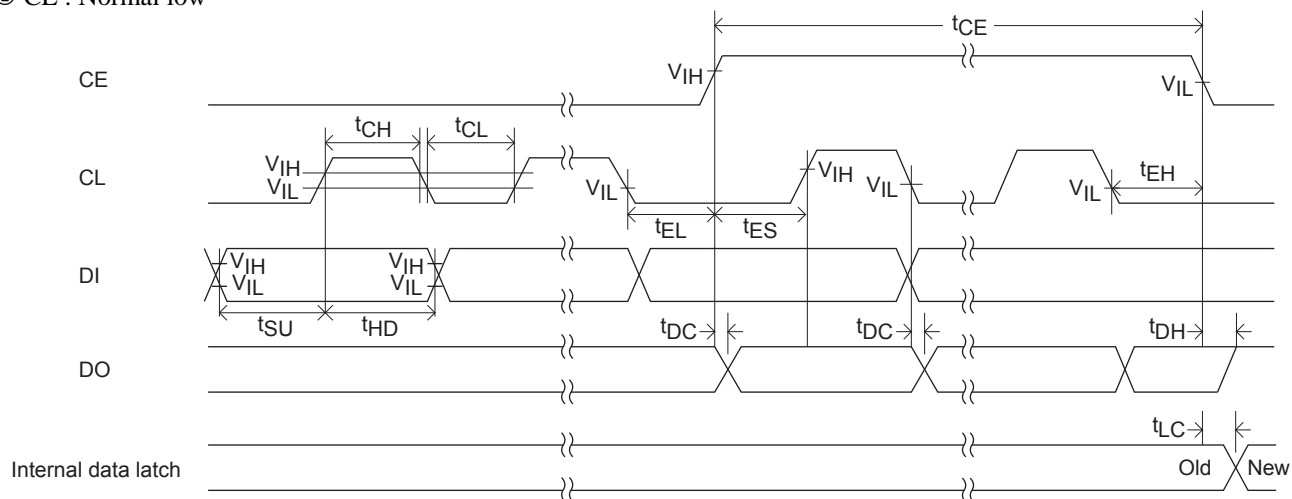 CE : Normal low
tCE
CE
VIH
VIL
tCH
tCL
CL
VIH
VIL
VIL
VIH
VIL
VIL
tEH
tEL
tES
DI
VIH
VIL
VIH
VIL
tSU
tHD
tDC
tDC
tDH
DO
tLC
Internal data latch
Old
New